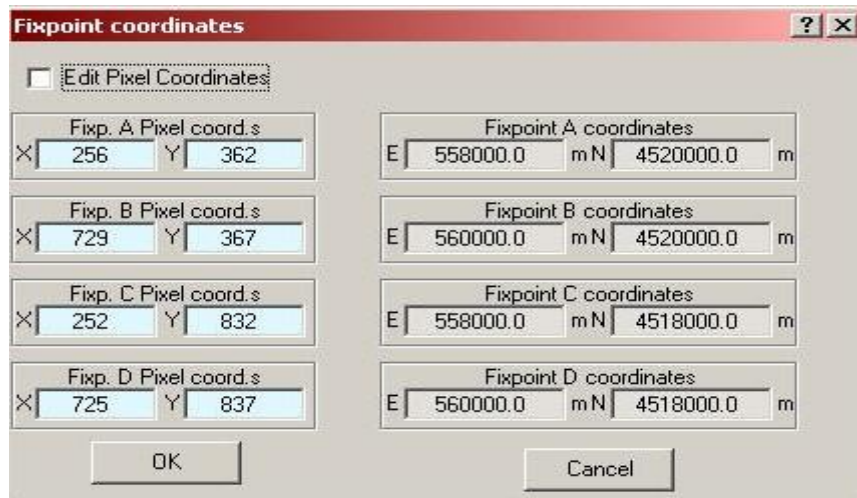 Fixpoint coordinates
Edit Pixel Coordinates
Fixp. A Pixel coord.s Fixpoint A coordinates
X 256 Y 362 E 558000.0 m N 4520000.0 m
Fixp. B Pixel coord.s Fixpoint B coordinates
X 729 Y 367 E 560000.0 m N 4520000.0 m
Fixp. C Pixel coord.s Fixpoint C coordinates
X 252 Y 832 E 558000.0 m N 4518000.0 m
Fixp. D Pixel coord.s Fixpoint D coordinates
X 725 Y 837 E 560000.0 m N 4518000.0 m
OK Cancel